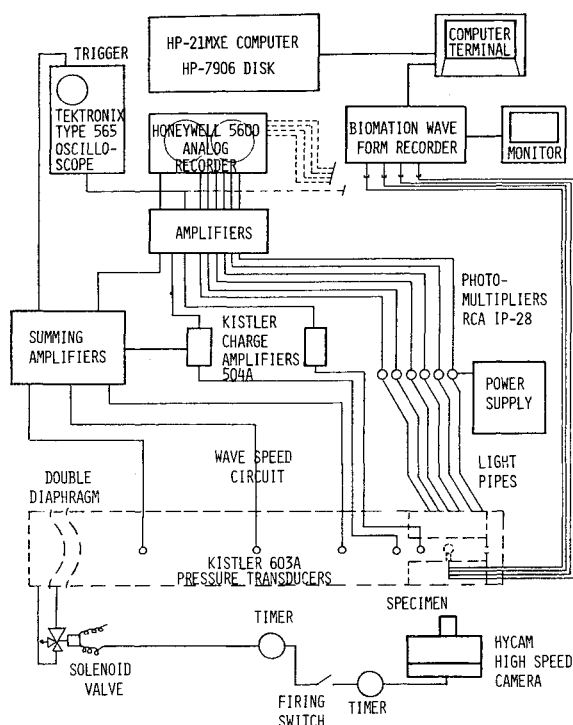 TRIGGER
TEKTRONIX
TYPE 565
OSCILLO-
SCOPE
HP-21MXE COMPUTER
HP-7906 DISK
COMPUTER
TERMINAL
HONEYWELL 5600
ANALOG
RECORDER
BIOMATION WAVE
FORM RECORDER
MONITOR
AMPLIFIERS
SUMMING
AMPLIFIERS
KISTLER
CHARGE
AMPLIFIERS
504A
PHOTO-
MULTIPLIERS
RCA IP-28
POWER
SUPPLY
WAVE SPEED
CIRCUIT
LIGHT
PIPES
DOUBLE
DIAPHRAGM
KISTLER 603A
PRESSURE TRANSDUCERS
SPECIMEN
SOLENOID
VALVE
TIMER
FIRING
SWITCH
TIMER
HYCAM
HIGH SPEED
CAMERA